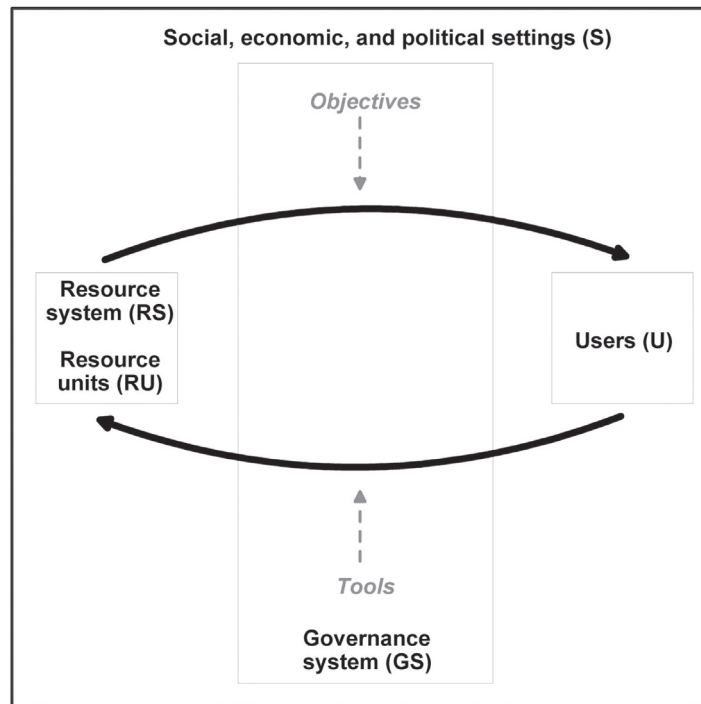 Social, economic, and political settings (S)
Objectives
Resource
system (RS)
Resource
units (RU)
Users (U)
Tools
Governance
system (GS)